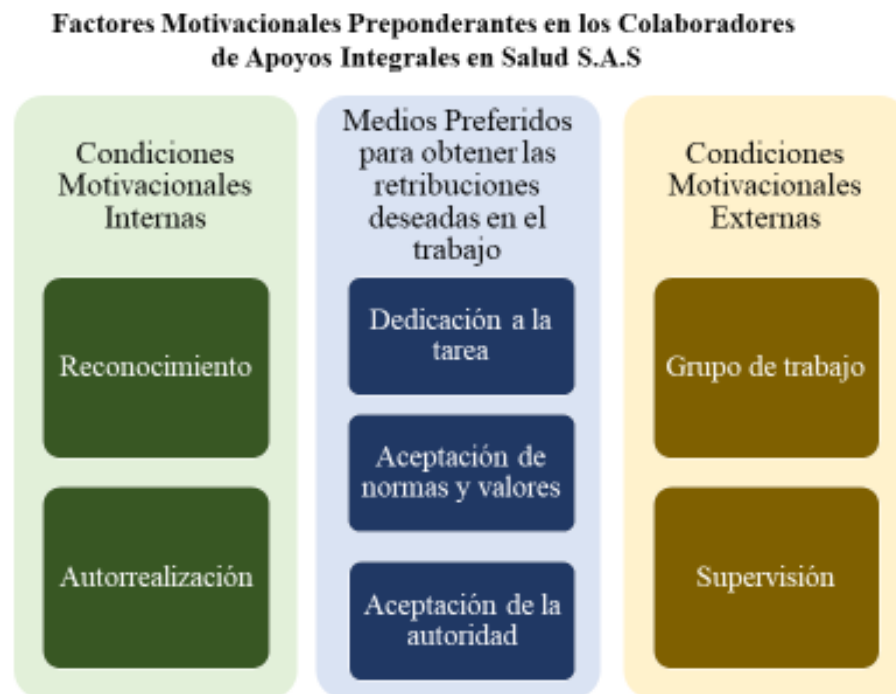 Factores Motivacionales Preponderantes en los Colaboradores
de Apoyos Integrales en Salud S.A.S
Condiciones
Motivacionales
Internas
Reconocimiento
Autorrealización
Medios Preferidos
para obtener las
retribuciones
deseadas en el
trabajo
Dedicación a la
tarea
Aceptación de
normas y valores
Aceptación de la
autoridad
Condiciones
Motivacionales
Externas
Grupo de trabajo
Supervisión